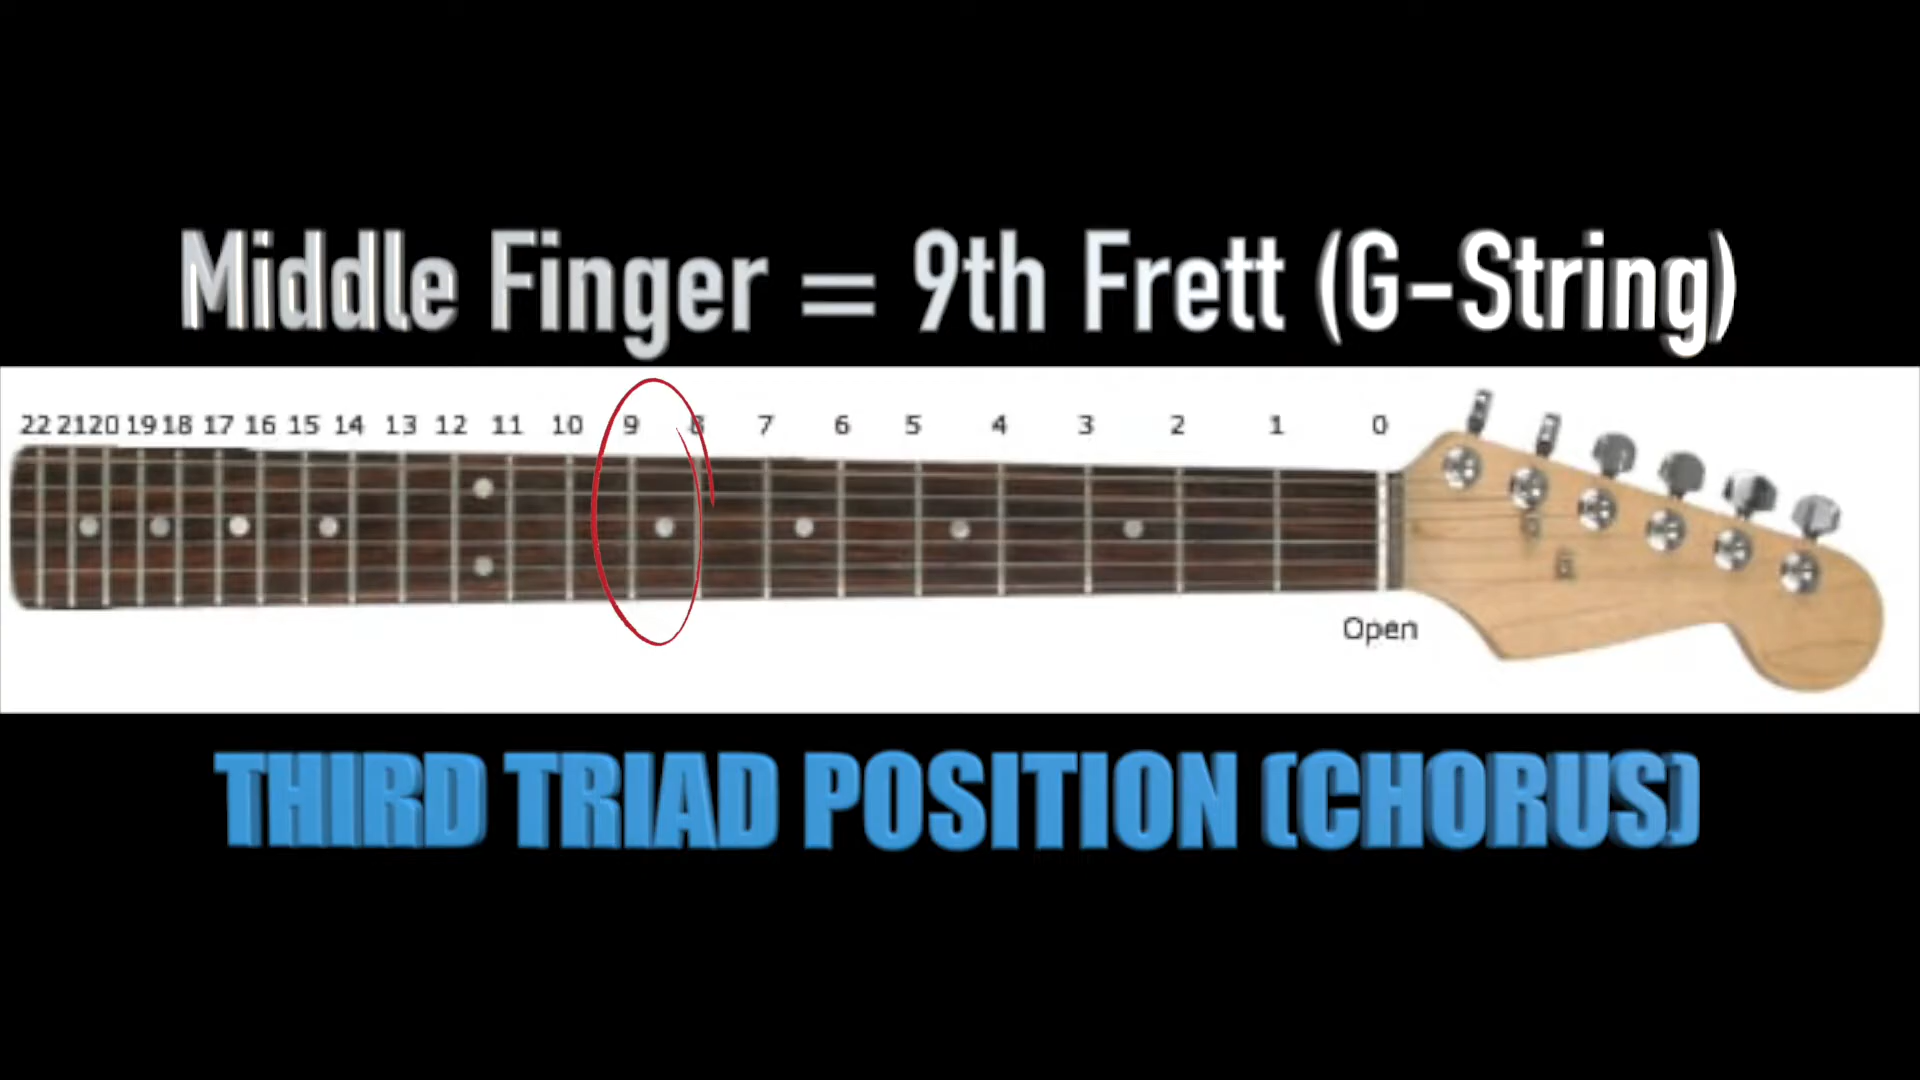 Middle Finger = 9th Frett (G-String)
22 21 20 19 18 17 16 15 14 13 12 11 10 9 8 7 6 5 4 3 2 1 0
Open
THIRD TRIAD POSITION (CHORUS)